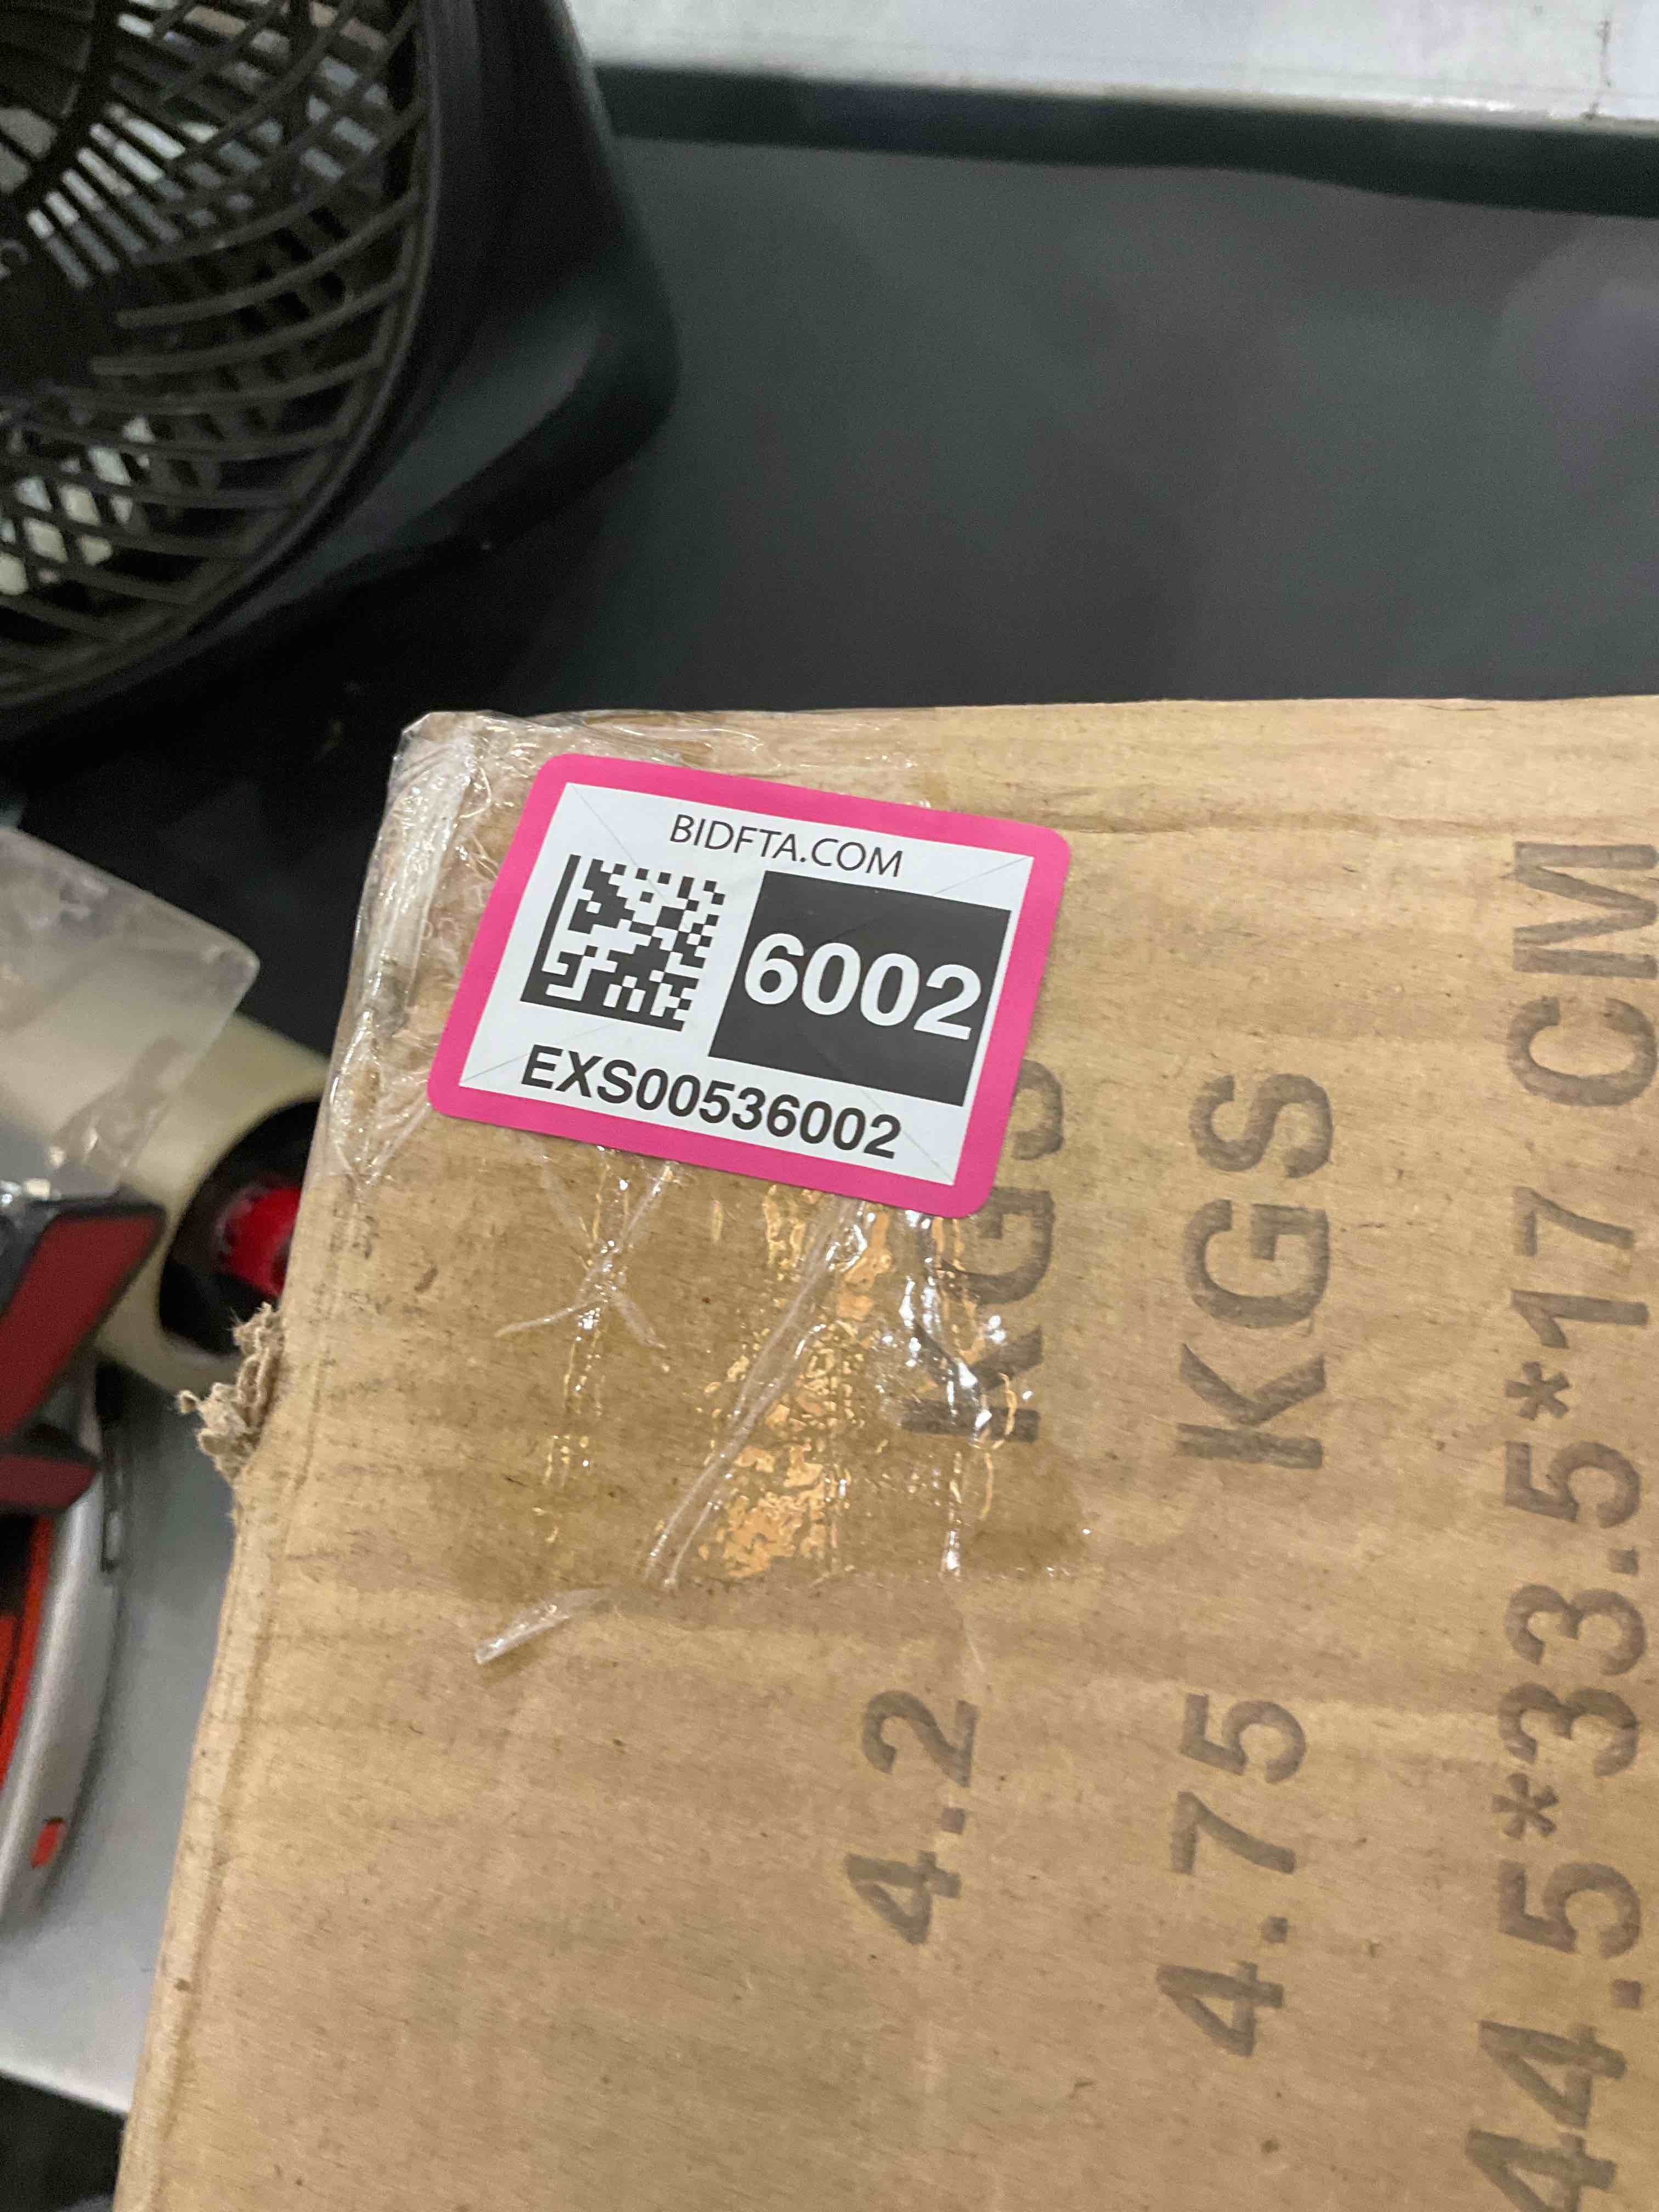 BIDFTA.COM
6002
EXS00536002
4.2 KGS
4.75 KGS
44.5*33.5*17 CM